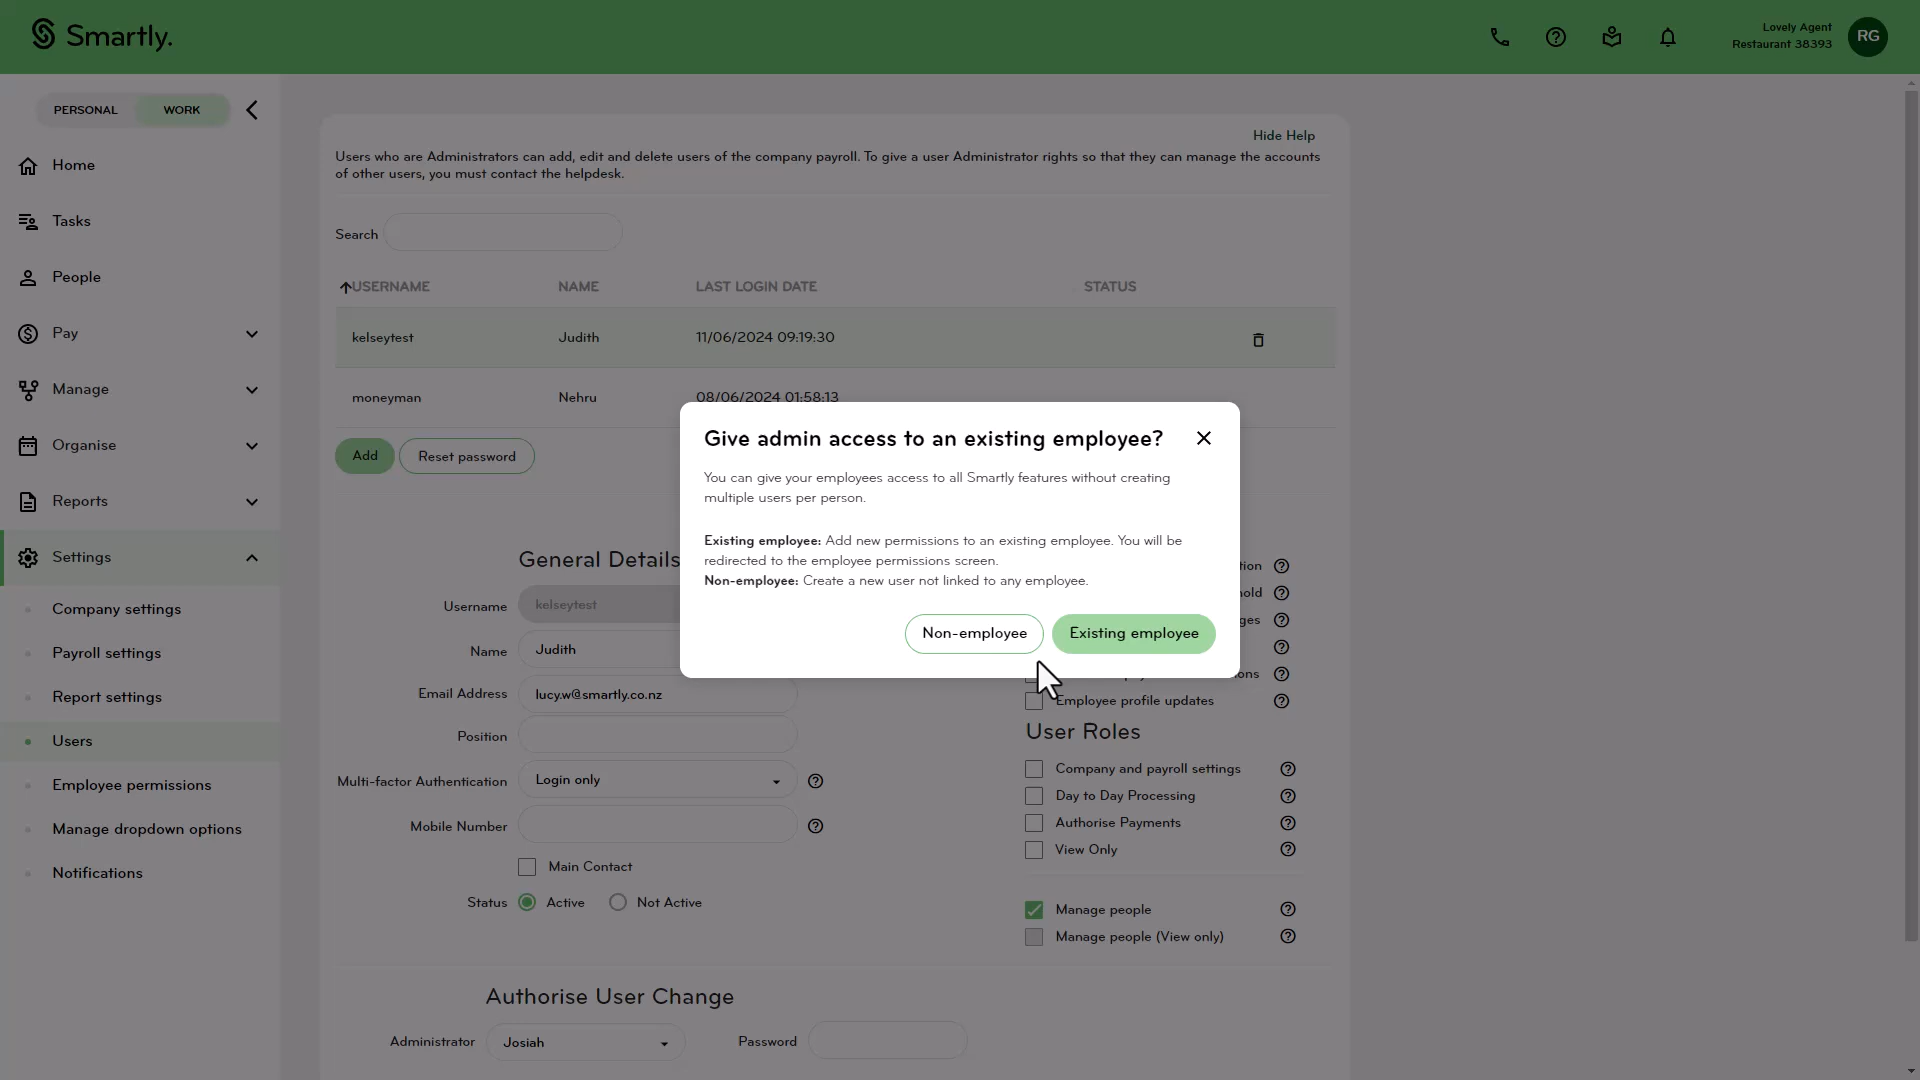 Smartly.
Lovely Agent
Restaurant 38393
RG
PERSONAL
WORK
Home
Tasks
People
Pay
Manage
Organise
Reports
Settings
Company settings
Payroll settings
Report settings
Users
Employee permissions
Manage dropdown options
Notifications
Hide Help
Users who are Administrators can add, edit and delete users of the company payroll. To give a user Administrator rights so that they can manage the accounts
of other users, you must contact the helpdesk.
Search
USERNAME NAME LAST LOGIN DATE STATUS
kelseytest Judith 11/06/2024 09:19:30
moneyman Nehru 08/06/2024 01:58:13
Add Reset password
Give admin access to an existing employee?
You can give your employees access to all Smartly features without creating
multiple users per person.
Existing employee: Add new permissions to an existing employee. You will be
redirected to the employee permissions screen.
Non-employee: Create a new user not linked to any employee.
Non-employee Existing employee
General Details
Username kelseytest
Name Judith
Email Address lucy.w@smartly.co.nz
Position
Multi-factor Authentication Login only
Mobile Number
Main Contact
Status Active Not Active
Employee profile updates
User Roles
Company and payroll settings
Day to Day Processing
Authorise Payments
View Only
Manage people
Manage people (View only)
Authorise User Change
Administrator Josiah Password